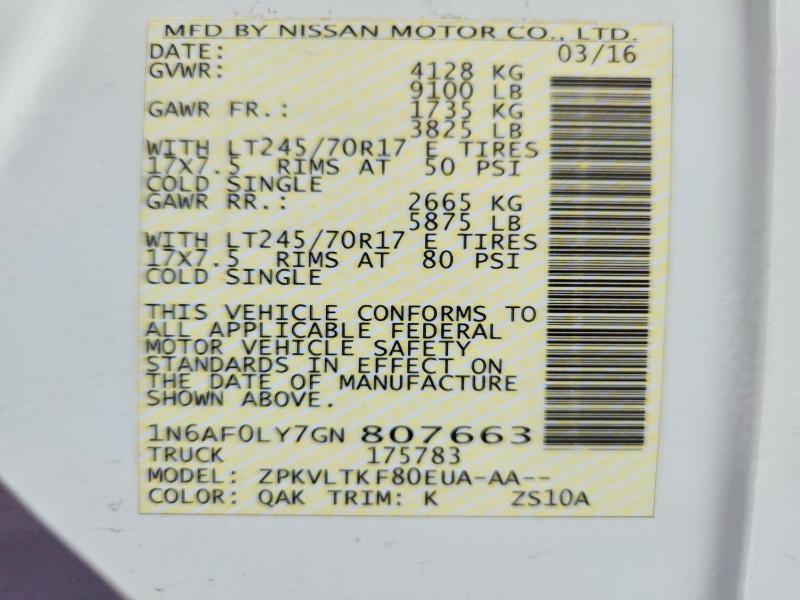 MFD BY NISSAN MOTOR CO., LTD.
DATE: 03/16
GVWR: 4128 KG
9100 LB
GAWR FR.: 1735 KG
3825 LB
WITH LT245/70R17 E TIRES
17X7.5 RIMS AT 50 PSI
COLD SINGLE
GAWR RR.: 2665 KG
5875 LB
WITH LT245/70R17 E TIRES
17X7.5 RIMS AT 80 PSI
COLD SINGLE
THIS VEHICLE CONFORMS TO
ALL APPLICABLE FEDERAL
MOTOR VEHICLE SAFETY
STANDARDS IN EFFECT ON
THE DATE OF MANUFACTURE
SHOWN ABOVE.
1N6AF0LY7GN 807663
TRUCK 175783
MODEL: ZPKVLTKF80EUA-AA--
COLOR: QAK TRIM: K ZS10A